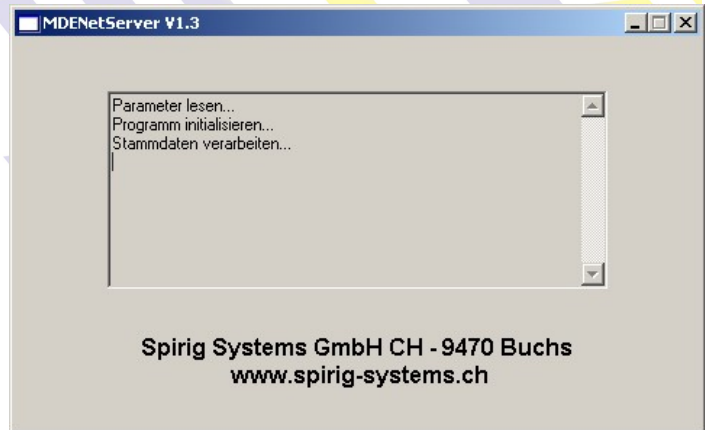 MDENetServer V1.3
Parameter lesen...
Programm initialisieren...
Stammdaten verarbeiten...
Spirig Systems GmbH CH - 9470 Buchs
www.spirig-systems.ch